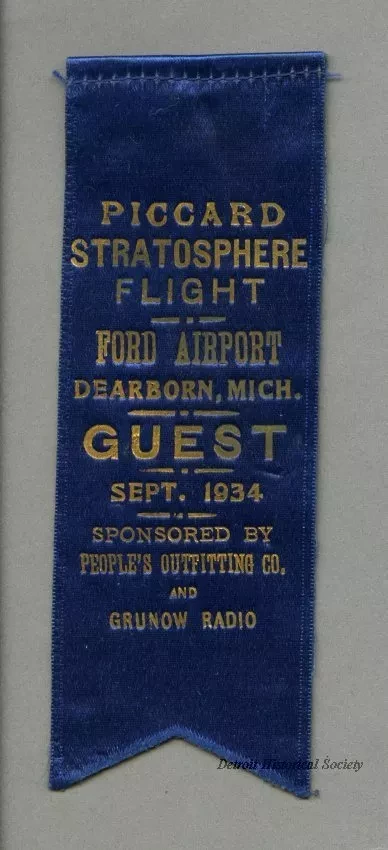 PICCARD
STRATOSPHERE
FLIGHT
FORD AIRPORT
DEARBORN, MICH.
GUEST
SEPT. 1934
SPONSORED BY
PEOPLE'S OUTFITTING CO.
AND
GRUNOW RADIO
Detroit Historical Society